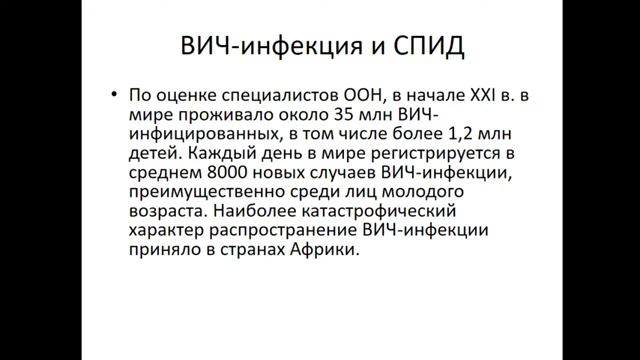 ВИЧ-инфекция и СПИД
• По оценке специалистов ООН, в начале XXI в. в
мире проживало около 35 млн ВИЧ-
инфицированных, в том числе более 1,2 млн
детей. Каждый день в мире регистрируется в
среднем 8000 новых случаев ВИЧ-инфекции,
преимущественно среди лиц молодого
возраста. Наиболее катастрофический
характер распространение ВИЧ-инфекции
приняло в странах Африки.